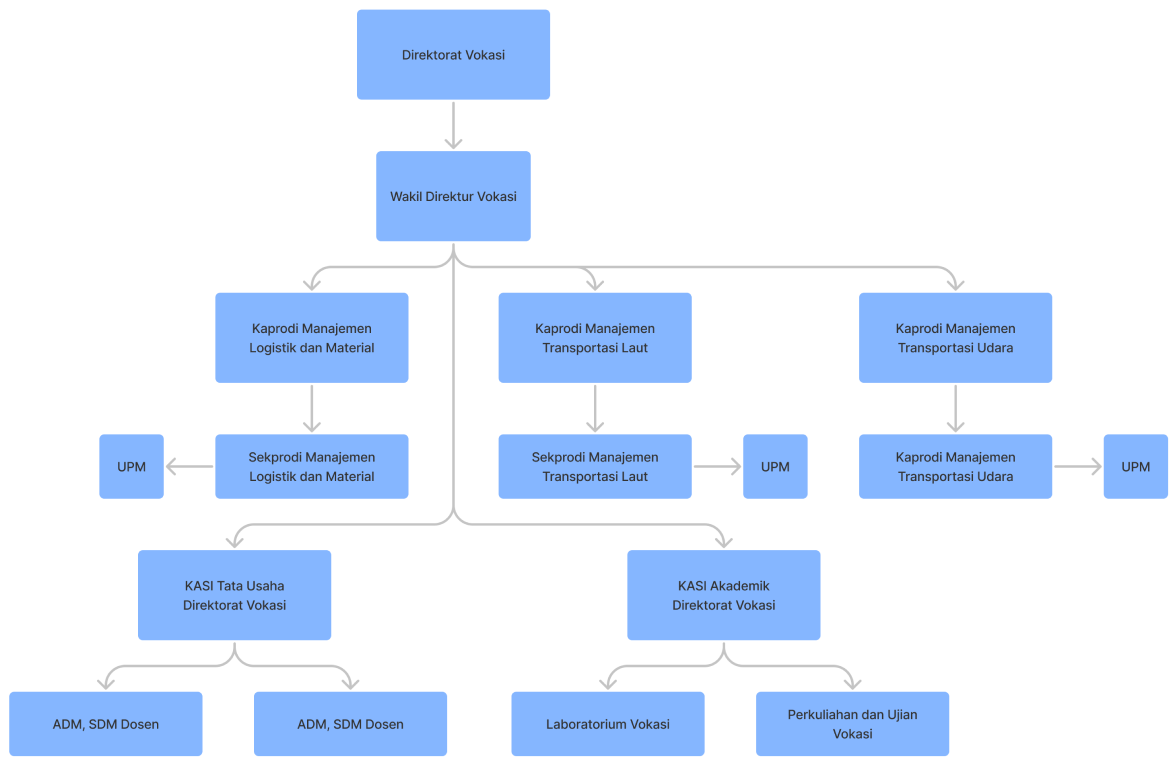 Direktorat Vokasi
Wakil Direktur Vokasi
Kaprodi Manajemen
Logistik dan Material
Kaprodi Manajemen
Transportasi Laut
Kaprodi Manajemen
Transportasi Udara
UPM
Sekprodi Manajemen
Logistik dan Material
Sekprodi Manajemen
Transportasi Laut
UPM
Kaprodi Manajemen
Transportasi Udara
UPM
KASI Tata Usaha
Direktorat Vokasi
KASI Akademik
Direktorat Vokasi
ADM, SDM Dosen
ADM, SDM Dosen
Laboratorium Vokasi
Perkuliahan dan Ujian
Vokasi